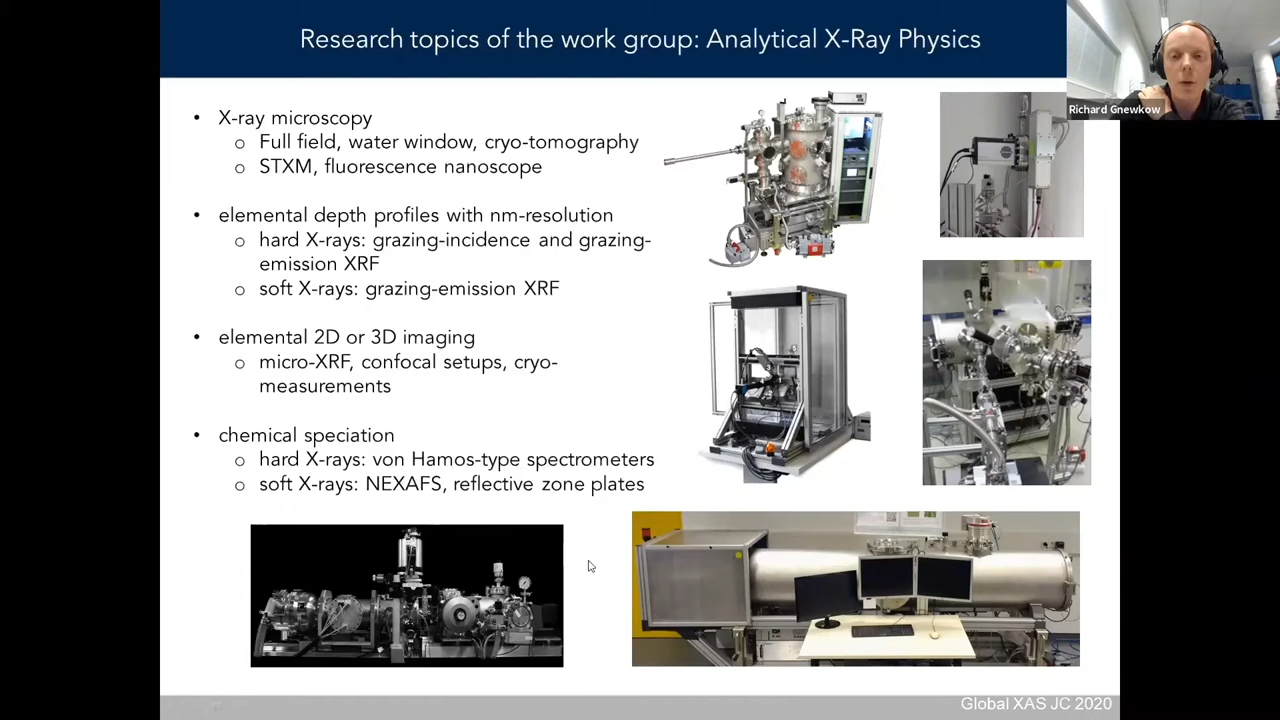 Research topics of the work group: Analytical X-Ray Physics
Richard Gnewkow
• X-ray microscopy
o Full field, water window, cryo-tomography
o STXM, fluorescence nanoscope
• elemental depth profiles with nm-resolution
o hard X-rays: grazing-incidence and grazing-
emission XRF
o soft X-rays: grazing-emission XRF
• elemental 2D or 3D imaging
o micro-XRF, confocal setups, cryo-
measurements
• chemical speciation
o hard X-rays: von Hamos-type spectrometers
o soft X-rays: NEXAFS, reflective zone plates
Global XAS JC 2020